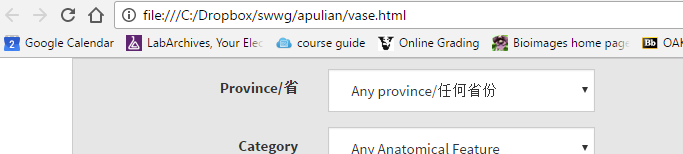 file:///C:/Dropbox/swwg/apulian/vase.html
2 Google Calendar LabArchives, Your Elec course guide Online Grading Bioimages home page Bb OAK
Province/省 Any province/任何省份
Category Any Anatomical Feature